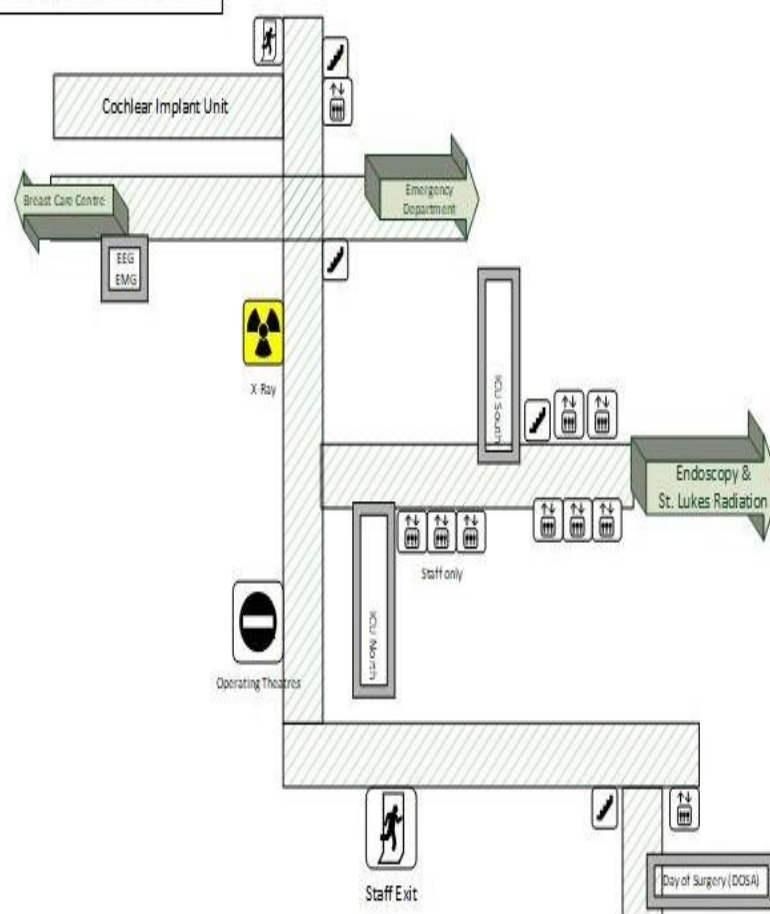 Cochlear Implant Unit
Breast Care Centre
Emergency
Department
EEG
EMG
X Ray
ICU South
Endoscopy &
St. Lukes Radiation
Staff only
ICU North
Operating Theatres
Staff Exit
Day of Surgery (DOSA)